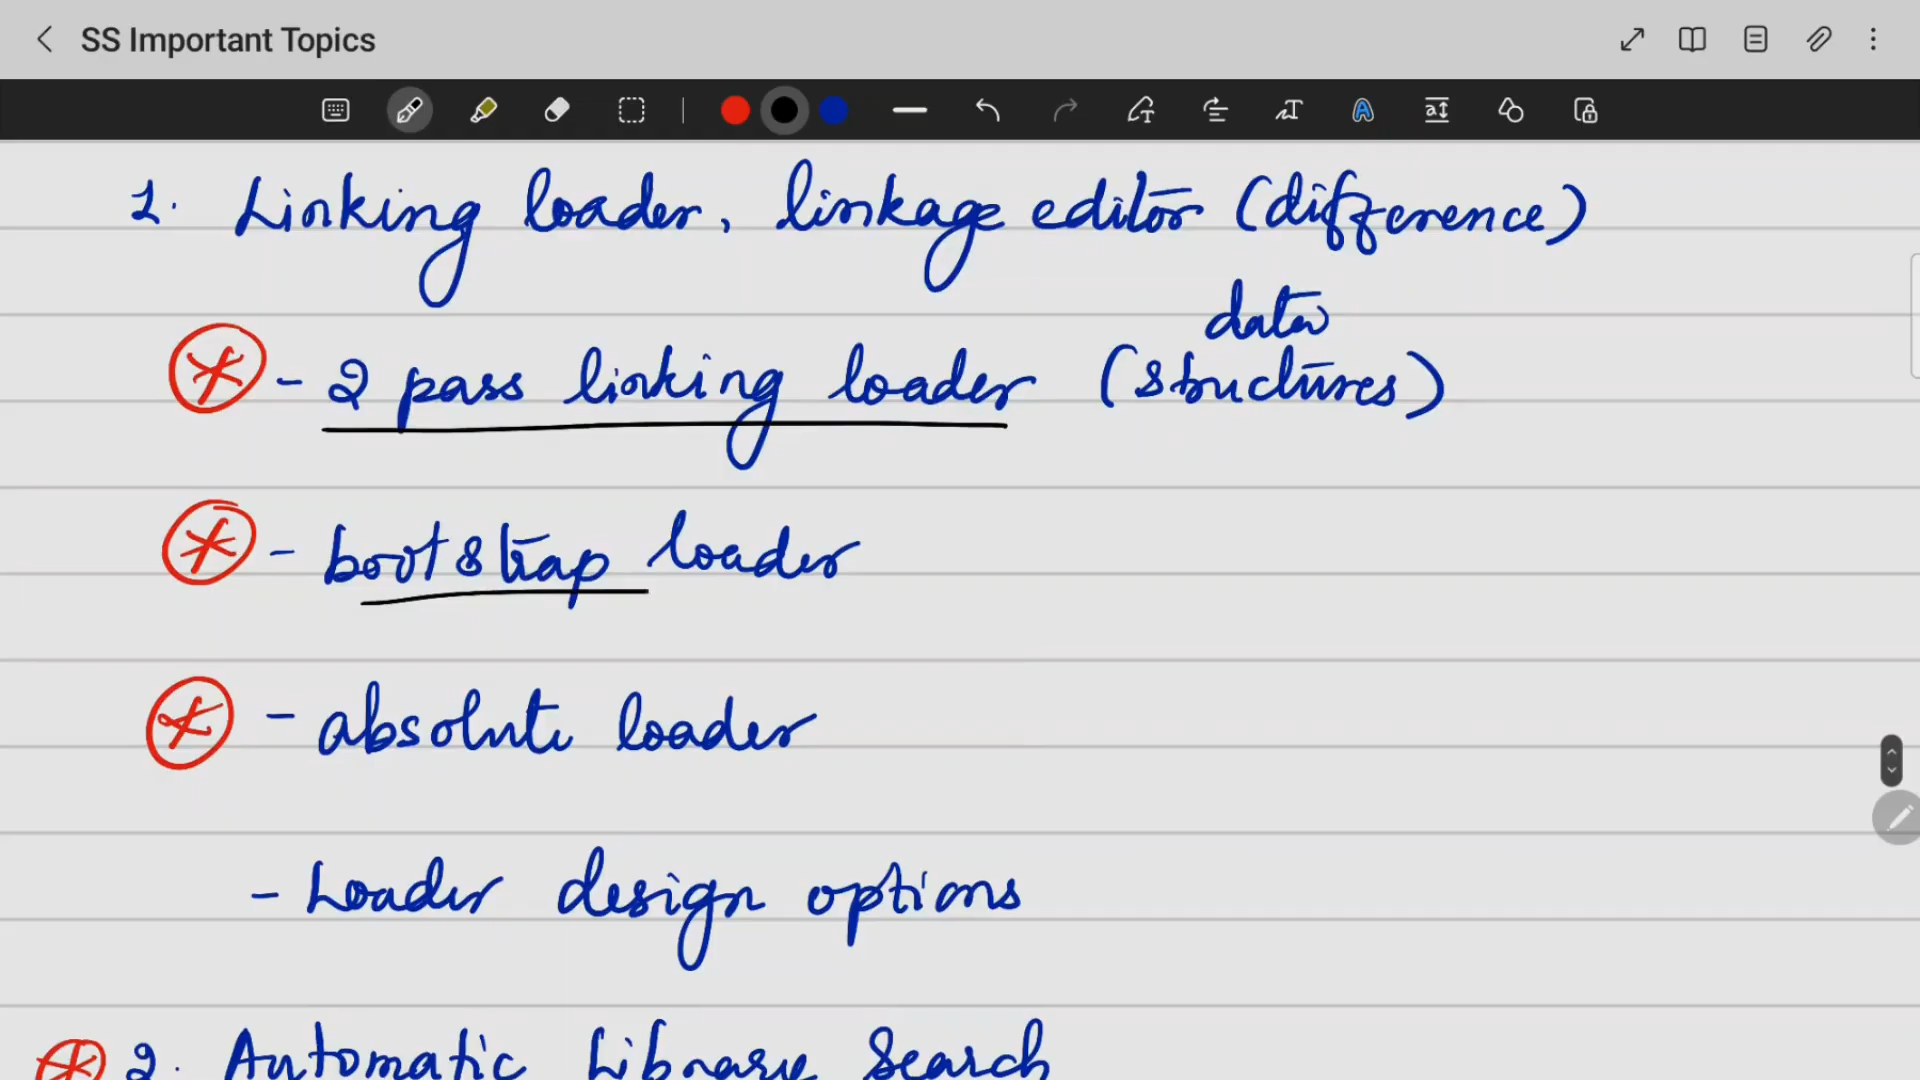 SS Important Topics
1. Linking loader, linkage editor (difference)
data
* - 2 pass linking loader (structures)
* - bootstrap loader
* - absolute loader
- Loader design options
* 2. Automatic Library Search